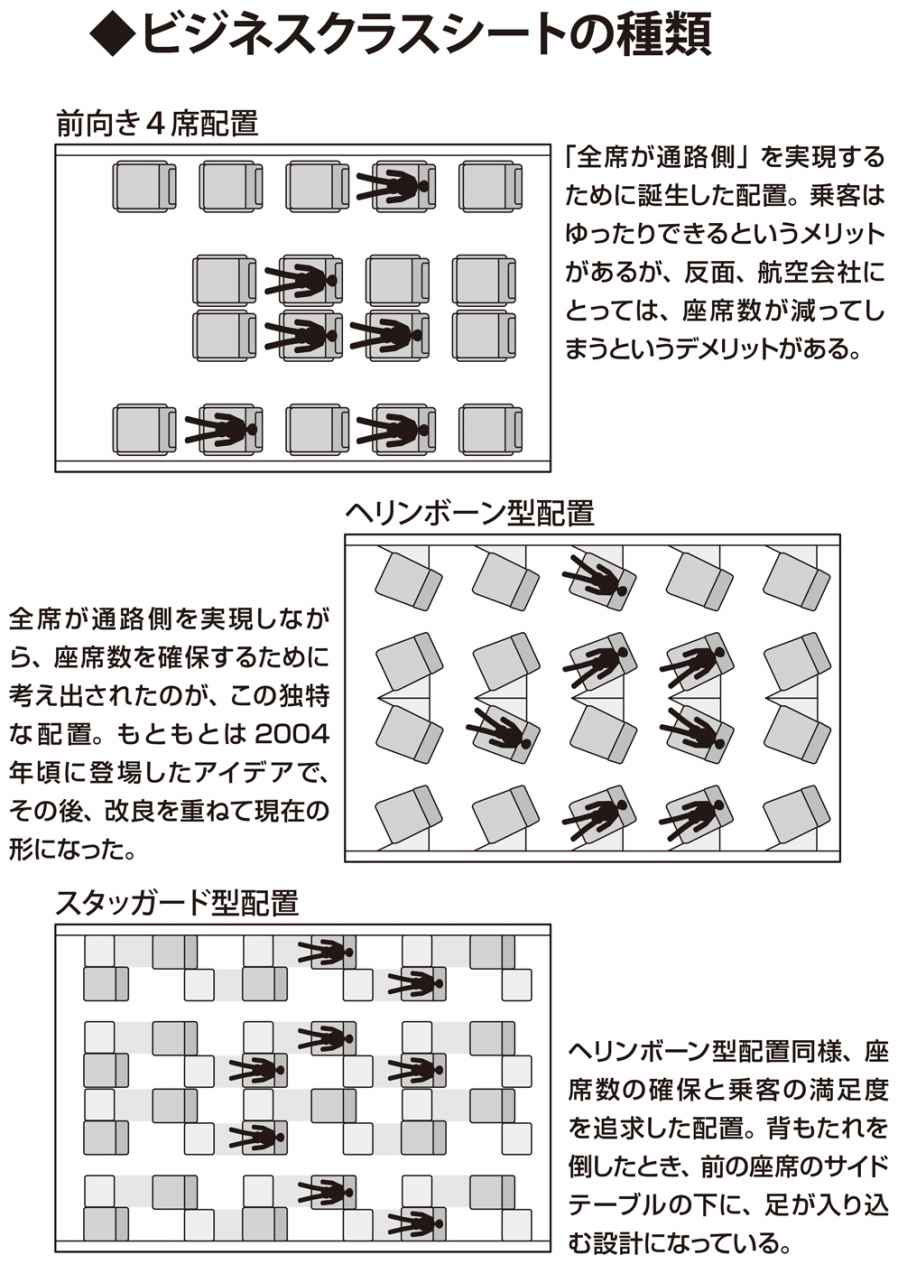 ◆ビジネスクラスシートの種類
前向き４席配置
「全席が通路側」を実現する
ために誕生した配置。乗客は
ゆったりできるというメリット
があるが、反面、航空会社に
とっては、座席数が減ってし
まうというデメリットがある。
ヘリンボーン型配置
全席が通路側を実現しなが
ら、座席数を確保するために
考え出されたのが、この独特
な配置。もともとは 2004
年頃に登場したアイデアで、
その後、改良を重ねて現在の
形になった。
スタッガード型配置
ヘリンボーン型配置同様、座
席数の確保と乗客の満足度
を追求した配置。背もたれを
倒したとき、前の座席のサイド
テーブルの下に、足が入り込
む設計になっている。